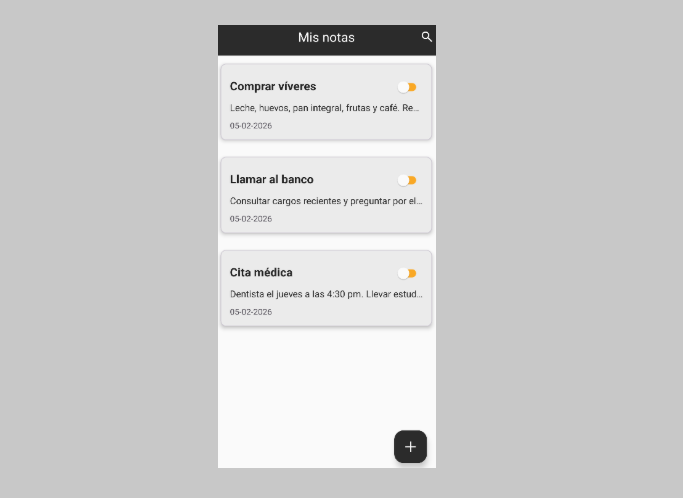 Mis notas
Comprar víveres
Leche, huevos, pan integral, frutas y café. Re...
05-02-2026
Llamar al banco
Consultar cargos recientes y preguntar por el...
05-02-2026
Cita médica
Dentista el jueves a las 4:30 pm. Llevar estud...
05-02-2026